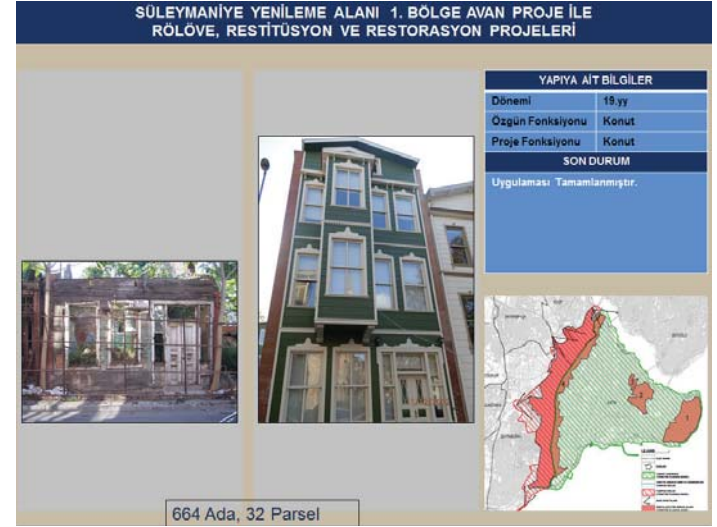 SÜLEYMANİYE YENİLEME ALANI 1. BÖLGE AVAN PROJE İLE
RÖLÖVE, RESTİTÜSYON VE RESTORASYON PROJELERİ
YAPIYA AİT BİLGİLER
Dönemi 19.yy
Özgün Fonksiyonu Konut
Proje Fonksiyonu Konut
SON DURUM
Uygulaması Tamamlanmıştır.
664 Ada, 32 Parsel